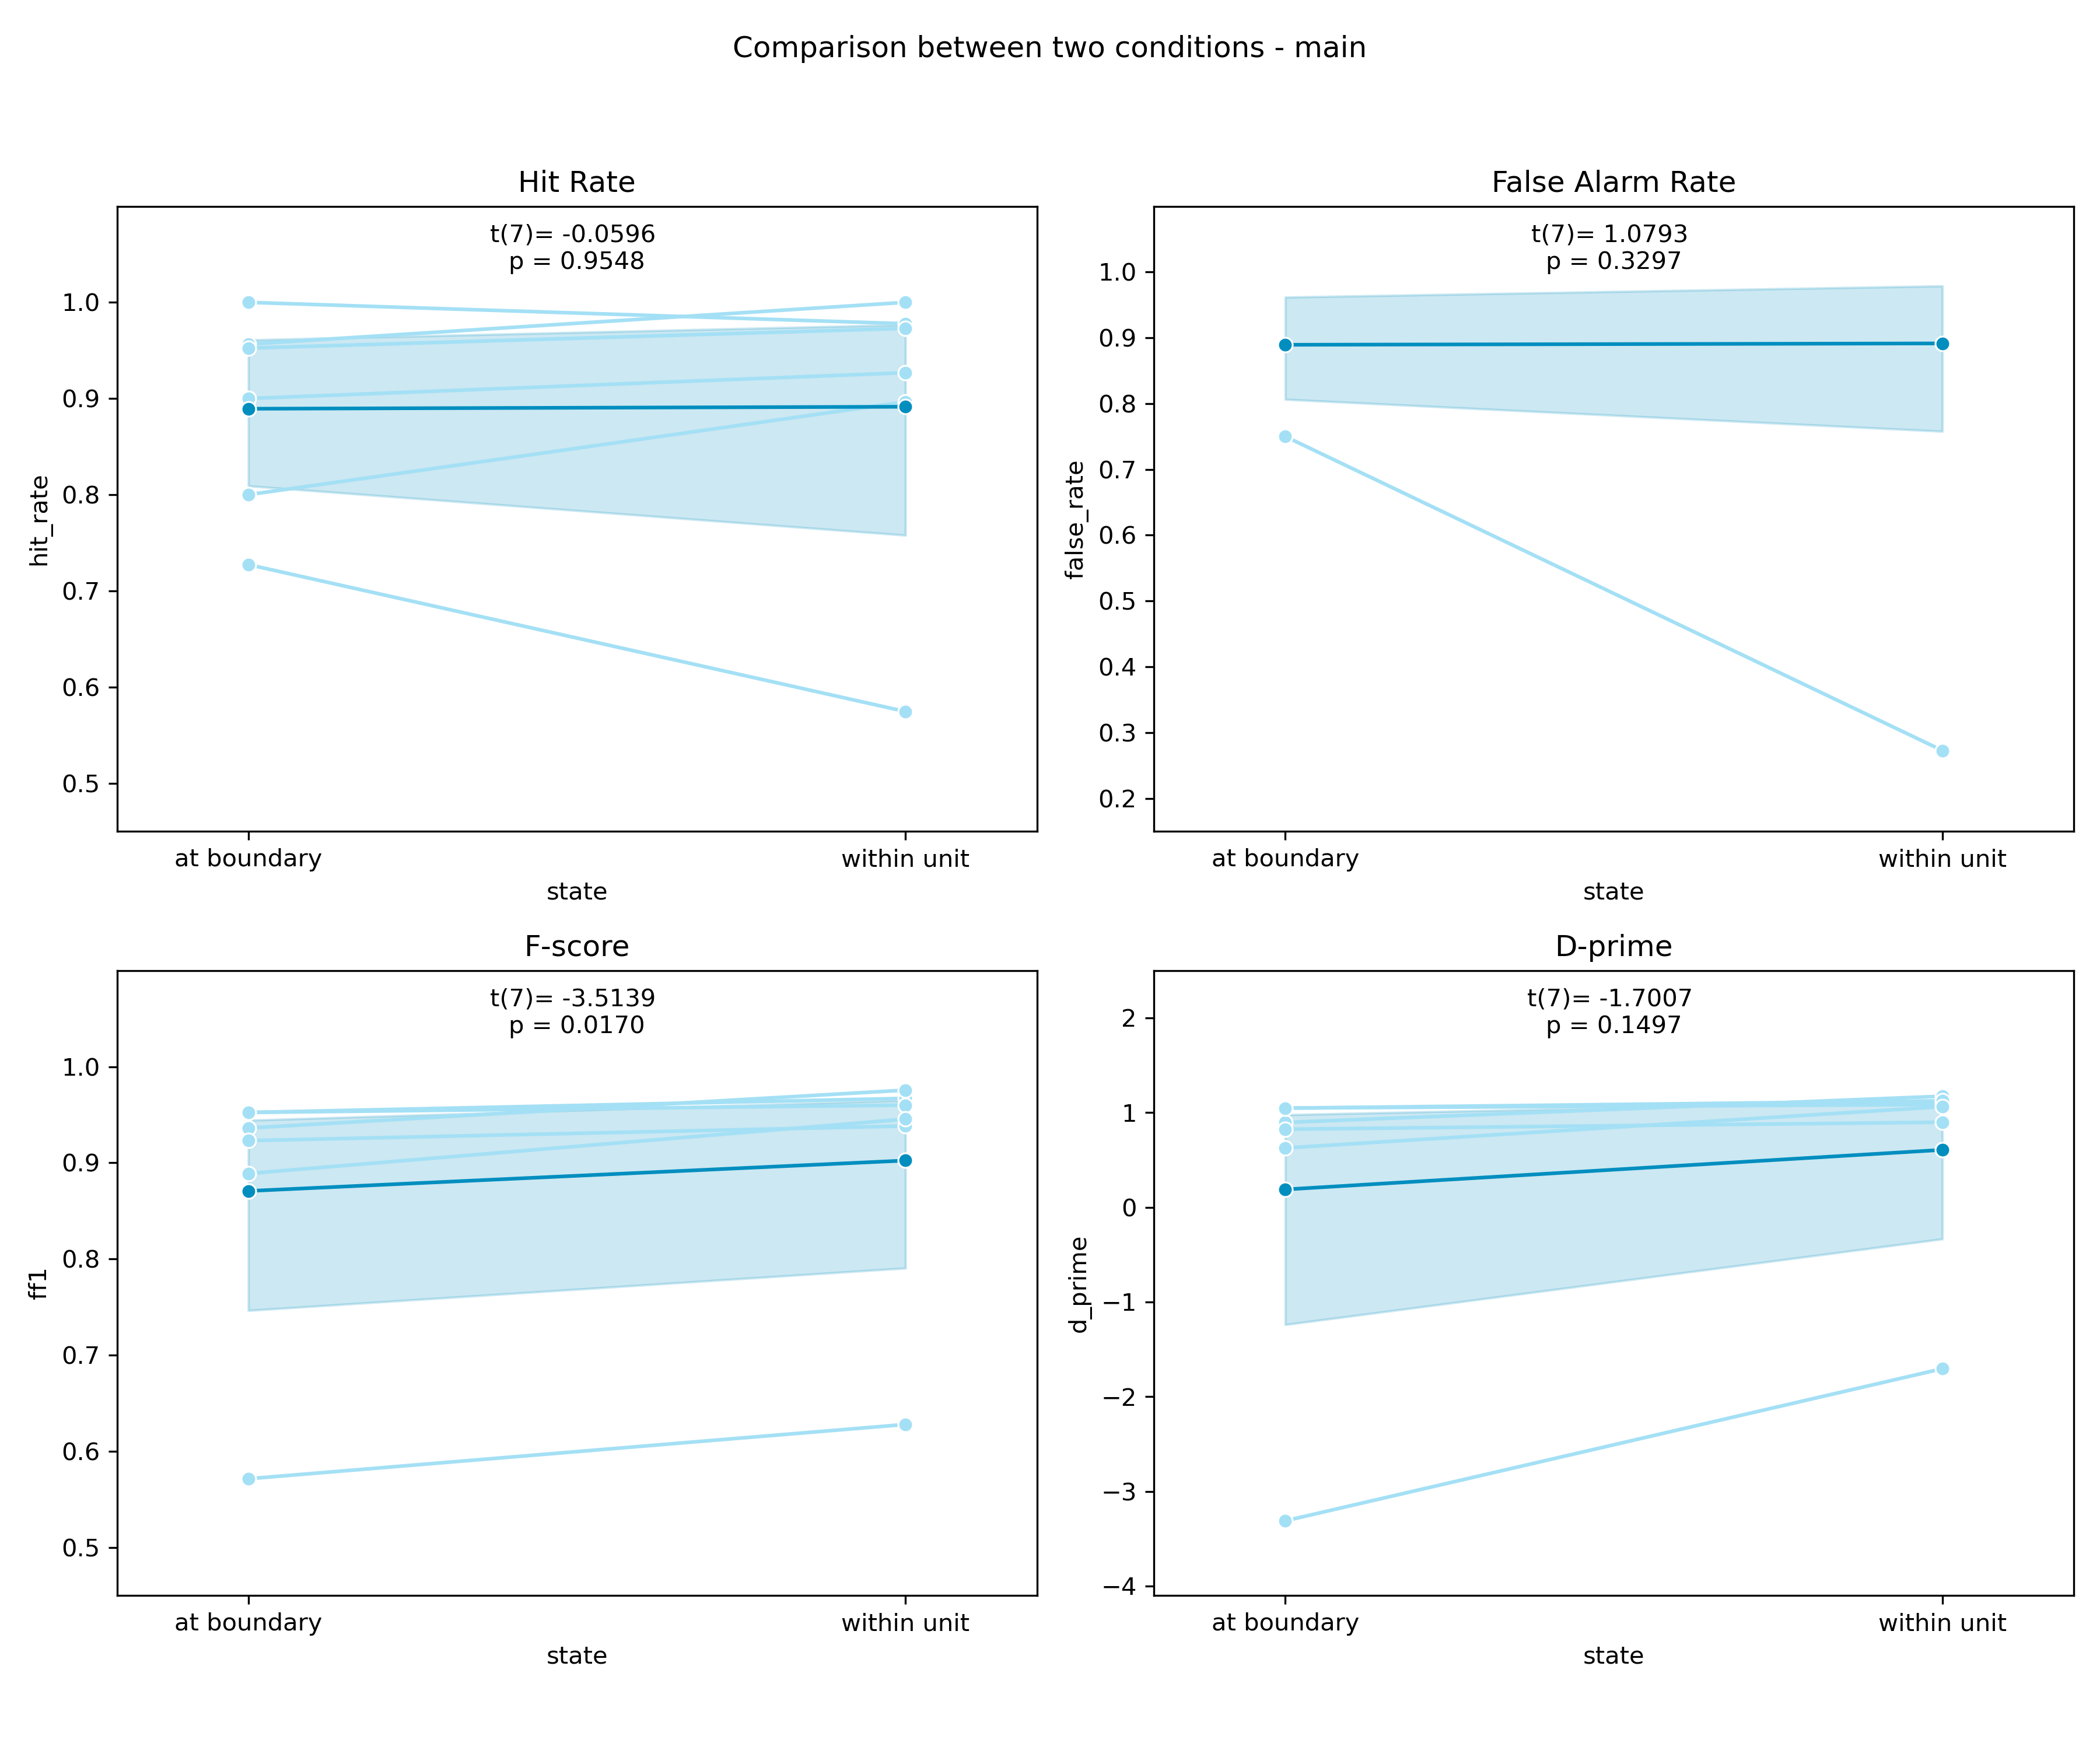 Comparison between two conditions - main
Hit Rate
t(7)= -0.0596
p = 0.9548
1.0
0.9
0.8
0.7
0.6
0.5
hit_rate
at boundary
within unit
state
False Alarm Rate
t(7)= 1.0793
p = 0.3297
1.0
0.9
0.8
0.7
0.6
0.5
0.4
0.3
0.2
false_rate
at boundary
within unit
state
F-score
t(7)= -3.5139
p = 0.0170
1.0
0.9
0.8
0.7
0.6
0.5
ff1
at boundary
within unit
state
D-prime
t(7)= -1.7007
p = 0.1497
2
1
0
−1
−2
−3
−4
d_prime
at boundary
within unit
state